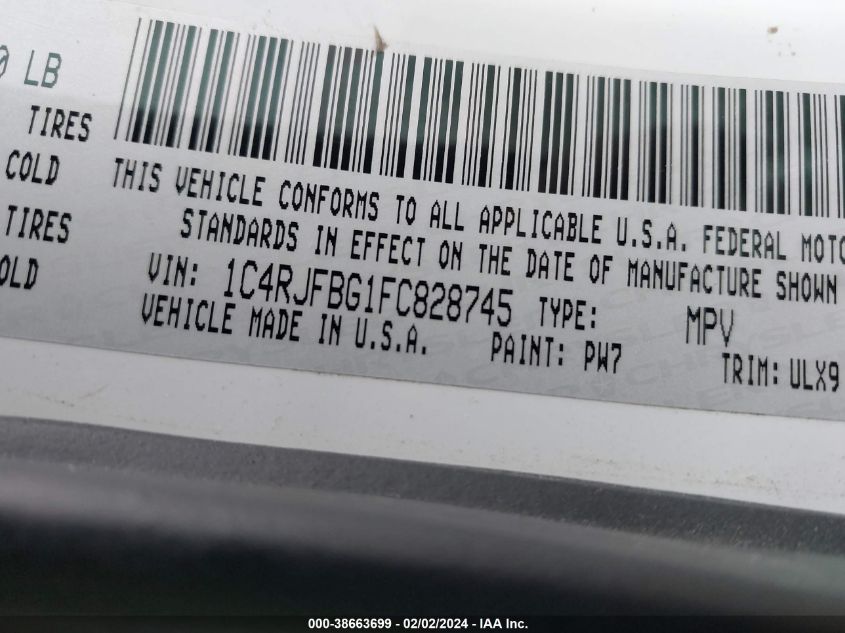 0 LB
TIRES
COLD
TIRES
OLD
THIS VEHICLE CONFORMS TO ALL APPLICABLE U.S.A. FEDERAL MOTO
STANDARDS IN EFFECT ON THE DATE OF MANUFACTURE SHOWN
VIN: 1C4RJFBG1FC828745 TYPE: MPV
VEHICLE MADE IN U.S.A. PAINT: PW7 TRIM: ULX9
000-38663699 - 02/02/2024 - IAA Inc.